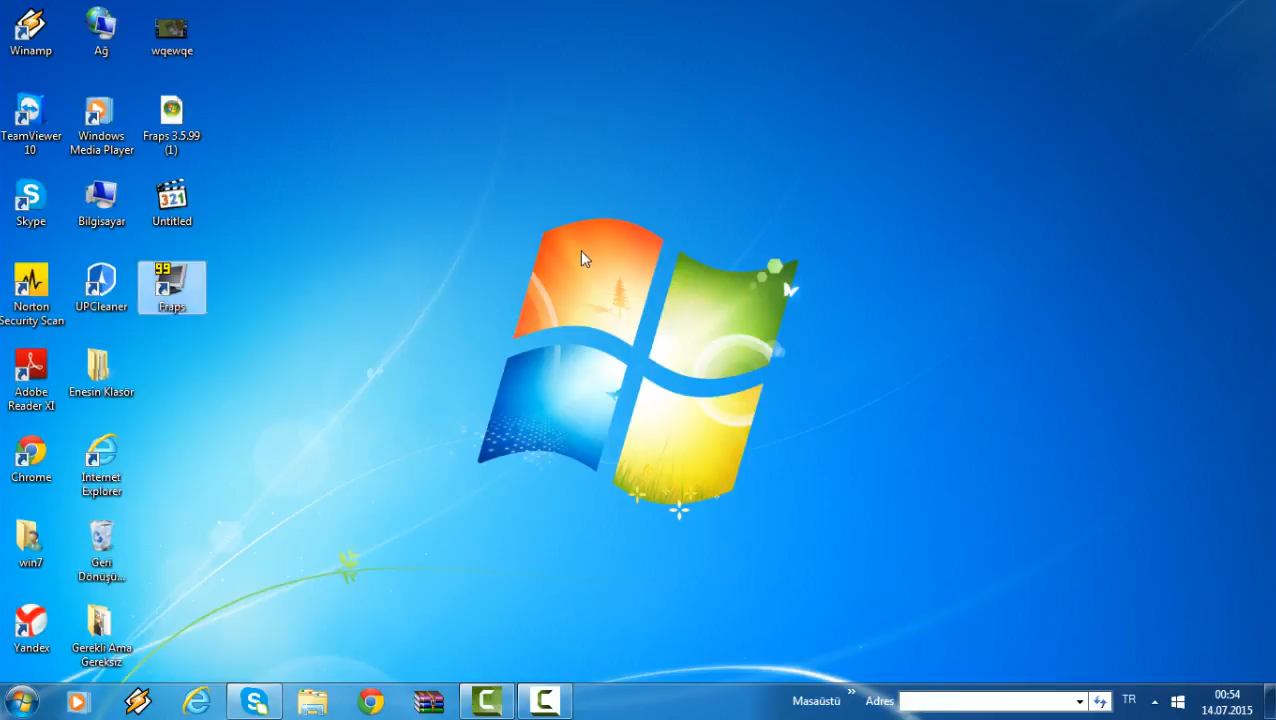 Winamp
Ağ
wqewqe
TeamViewer
10
Windows
Media Player
Fraps 3.5.99
(1)
Skype
Bilgisayar
321
Untitled
Norton
Security Scan
UPCleaner
99
Fraps
Adobe
Reader XI
Enesin Klasör
Chrome
Internet
Explorer
win7
Geri
Dönüşü...
Yandex
Gerekli Ama
Gereksiz
Masaüstü
»
Adres
TR
00:54
14.07.2015